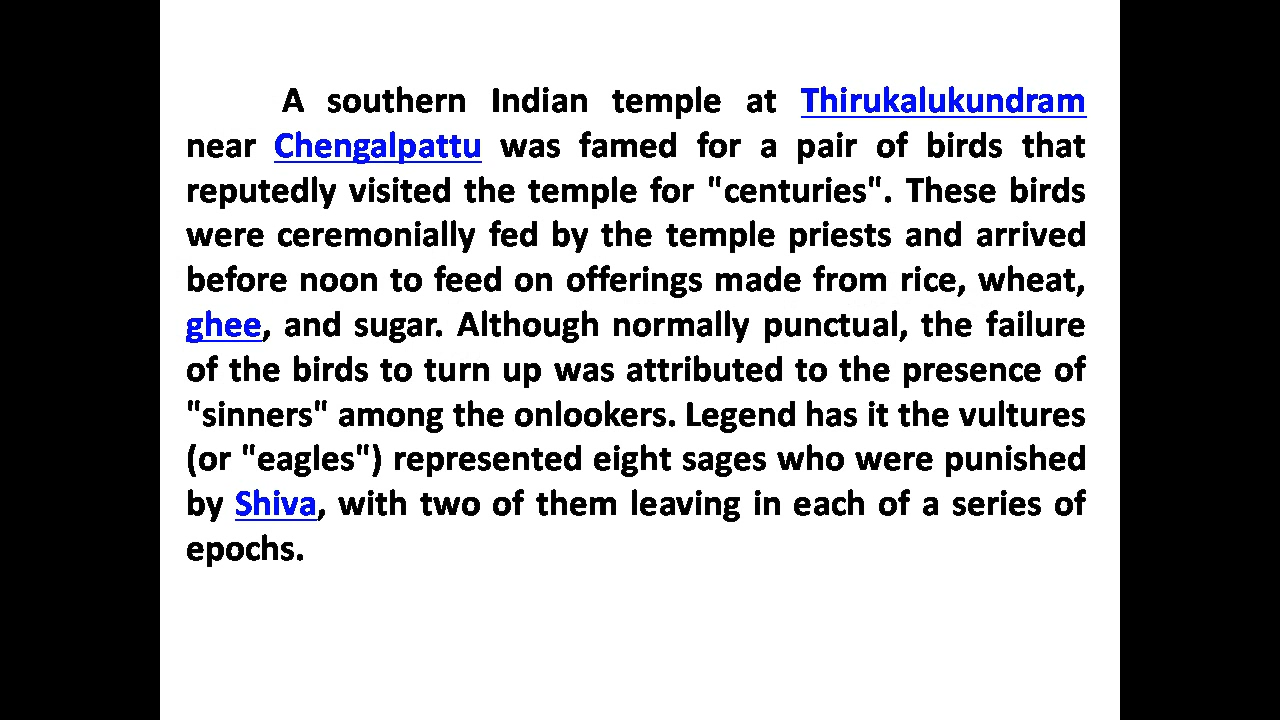 A southern Indian temple at Thirukalukundram
near Chengalpattu was famed for a pair of birds that
reputedly visited the temple for "centuries". These birds
were ceremonially fed by the temple priests and arrived
before noon to feed on offerings made from rice, wheat,
ghee, and sugar. Although normally punctual, the failure
of the birds to turn up was attributed to the presence of
"sinners" among the onlookers. Legend has it the vultures
(or "eagles") represented eight sages who were punished
by Shiva, with two of them leaving in each of a series of
epochs.